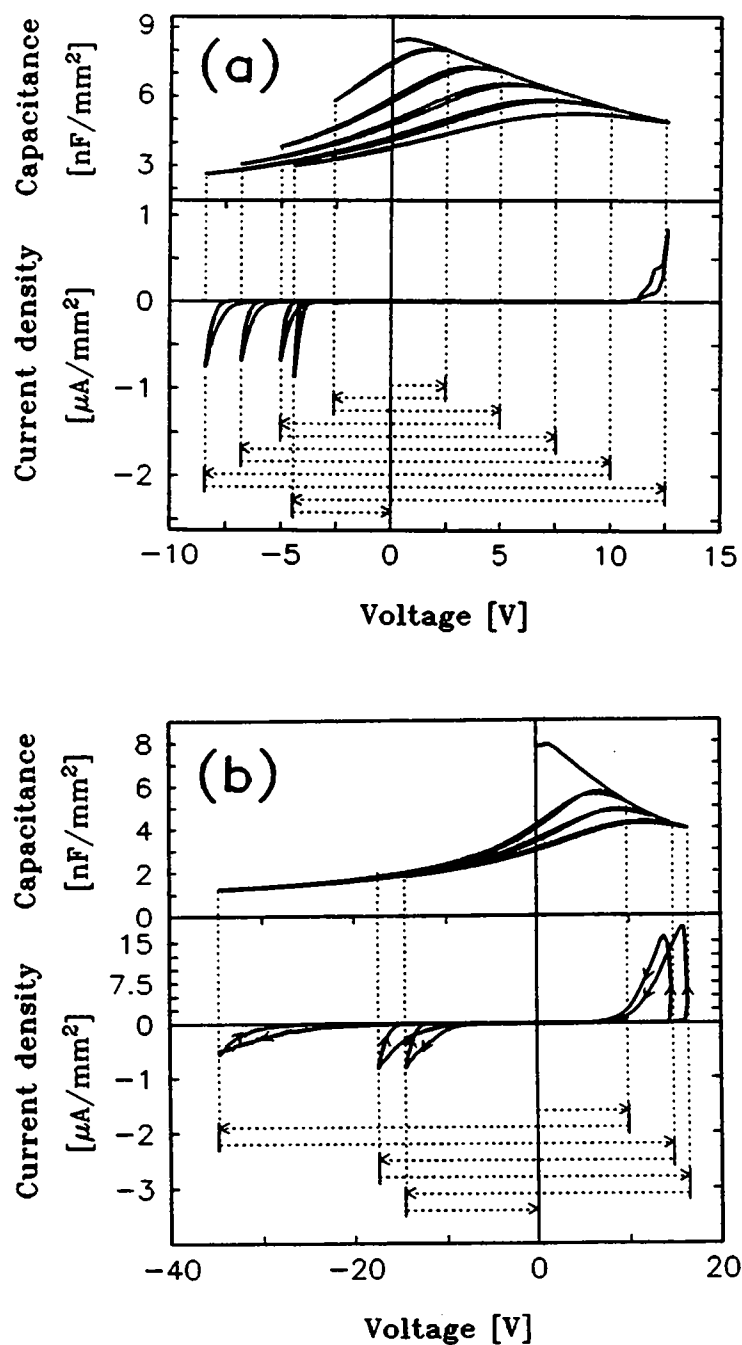 (a)
Capacitance
[nF/mm²]
9
6
3
Current density
[μA/mm²]
1
0
−1
−2
−10
−5
0
5
10
15
Voltage [V]
(b)
Capacitance
[nF/mm²]
8
6
4
2
0
Current density
[μA/mm²]
15
7.5
0
−1
−2
−3
−40
−20
0
20
Voltage [V]